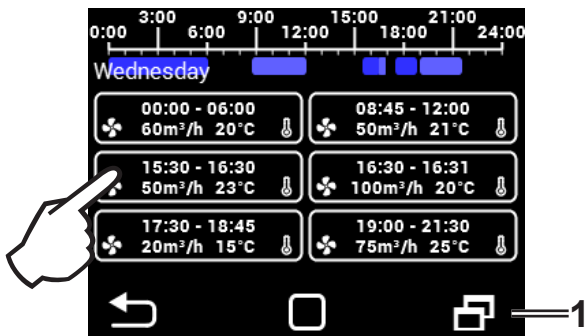 3:00 9:00 15:00 21:00
0:00 6:00 12:00 18:00 24:00
Wednesday
00:00 - 06:00
60m³/h 20°C
08:45 - 12:00
50m³/h 21°C
15:30 - 16:30
50m³/h 23°C
16:30 - 16:31
100m³/h 20°C
17:30 - 18:45
20m³/h 15°C
19:00 - 21:30
75m³/h 25°C
1